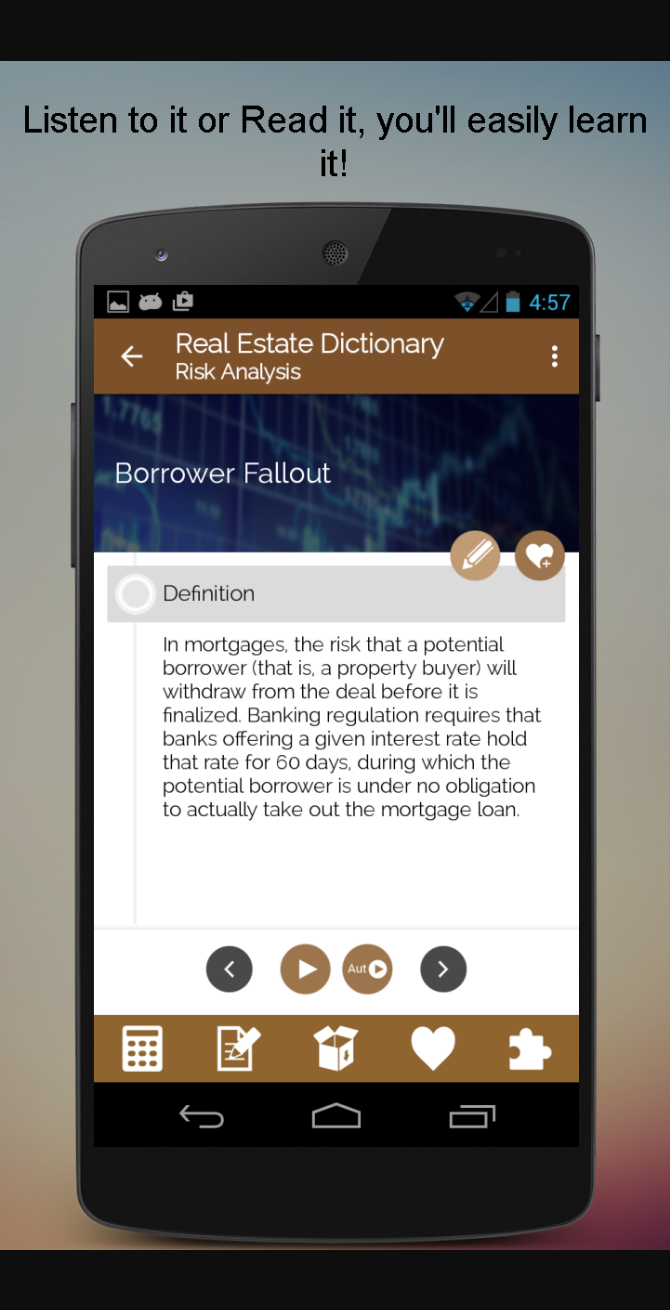 Listen to it or Read it, you'll easily learn
it!
4:57
Real Estate Dictionary
Risk Analysis
1.7765
Borrower Fallout
Definition
In mortgages, the risk that a potential
borrower (that is, a property buyer) will
withdraw from the deal before it is
finalized. Banking regulation requires that
banks offering a given interest rate hold
that rate for 60 days, during which the
potential borrower is under no obligation
to actually take out the mortgage loan.
Aut